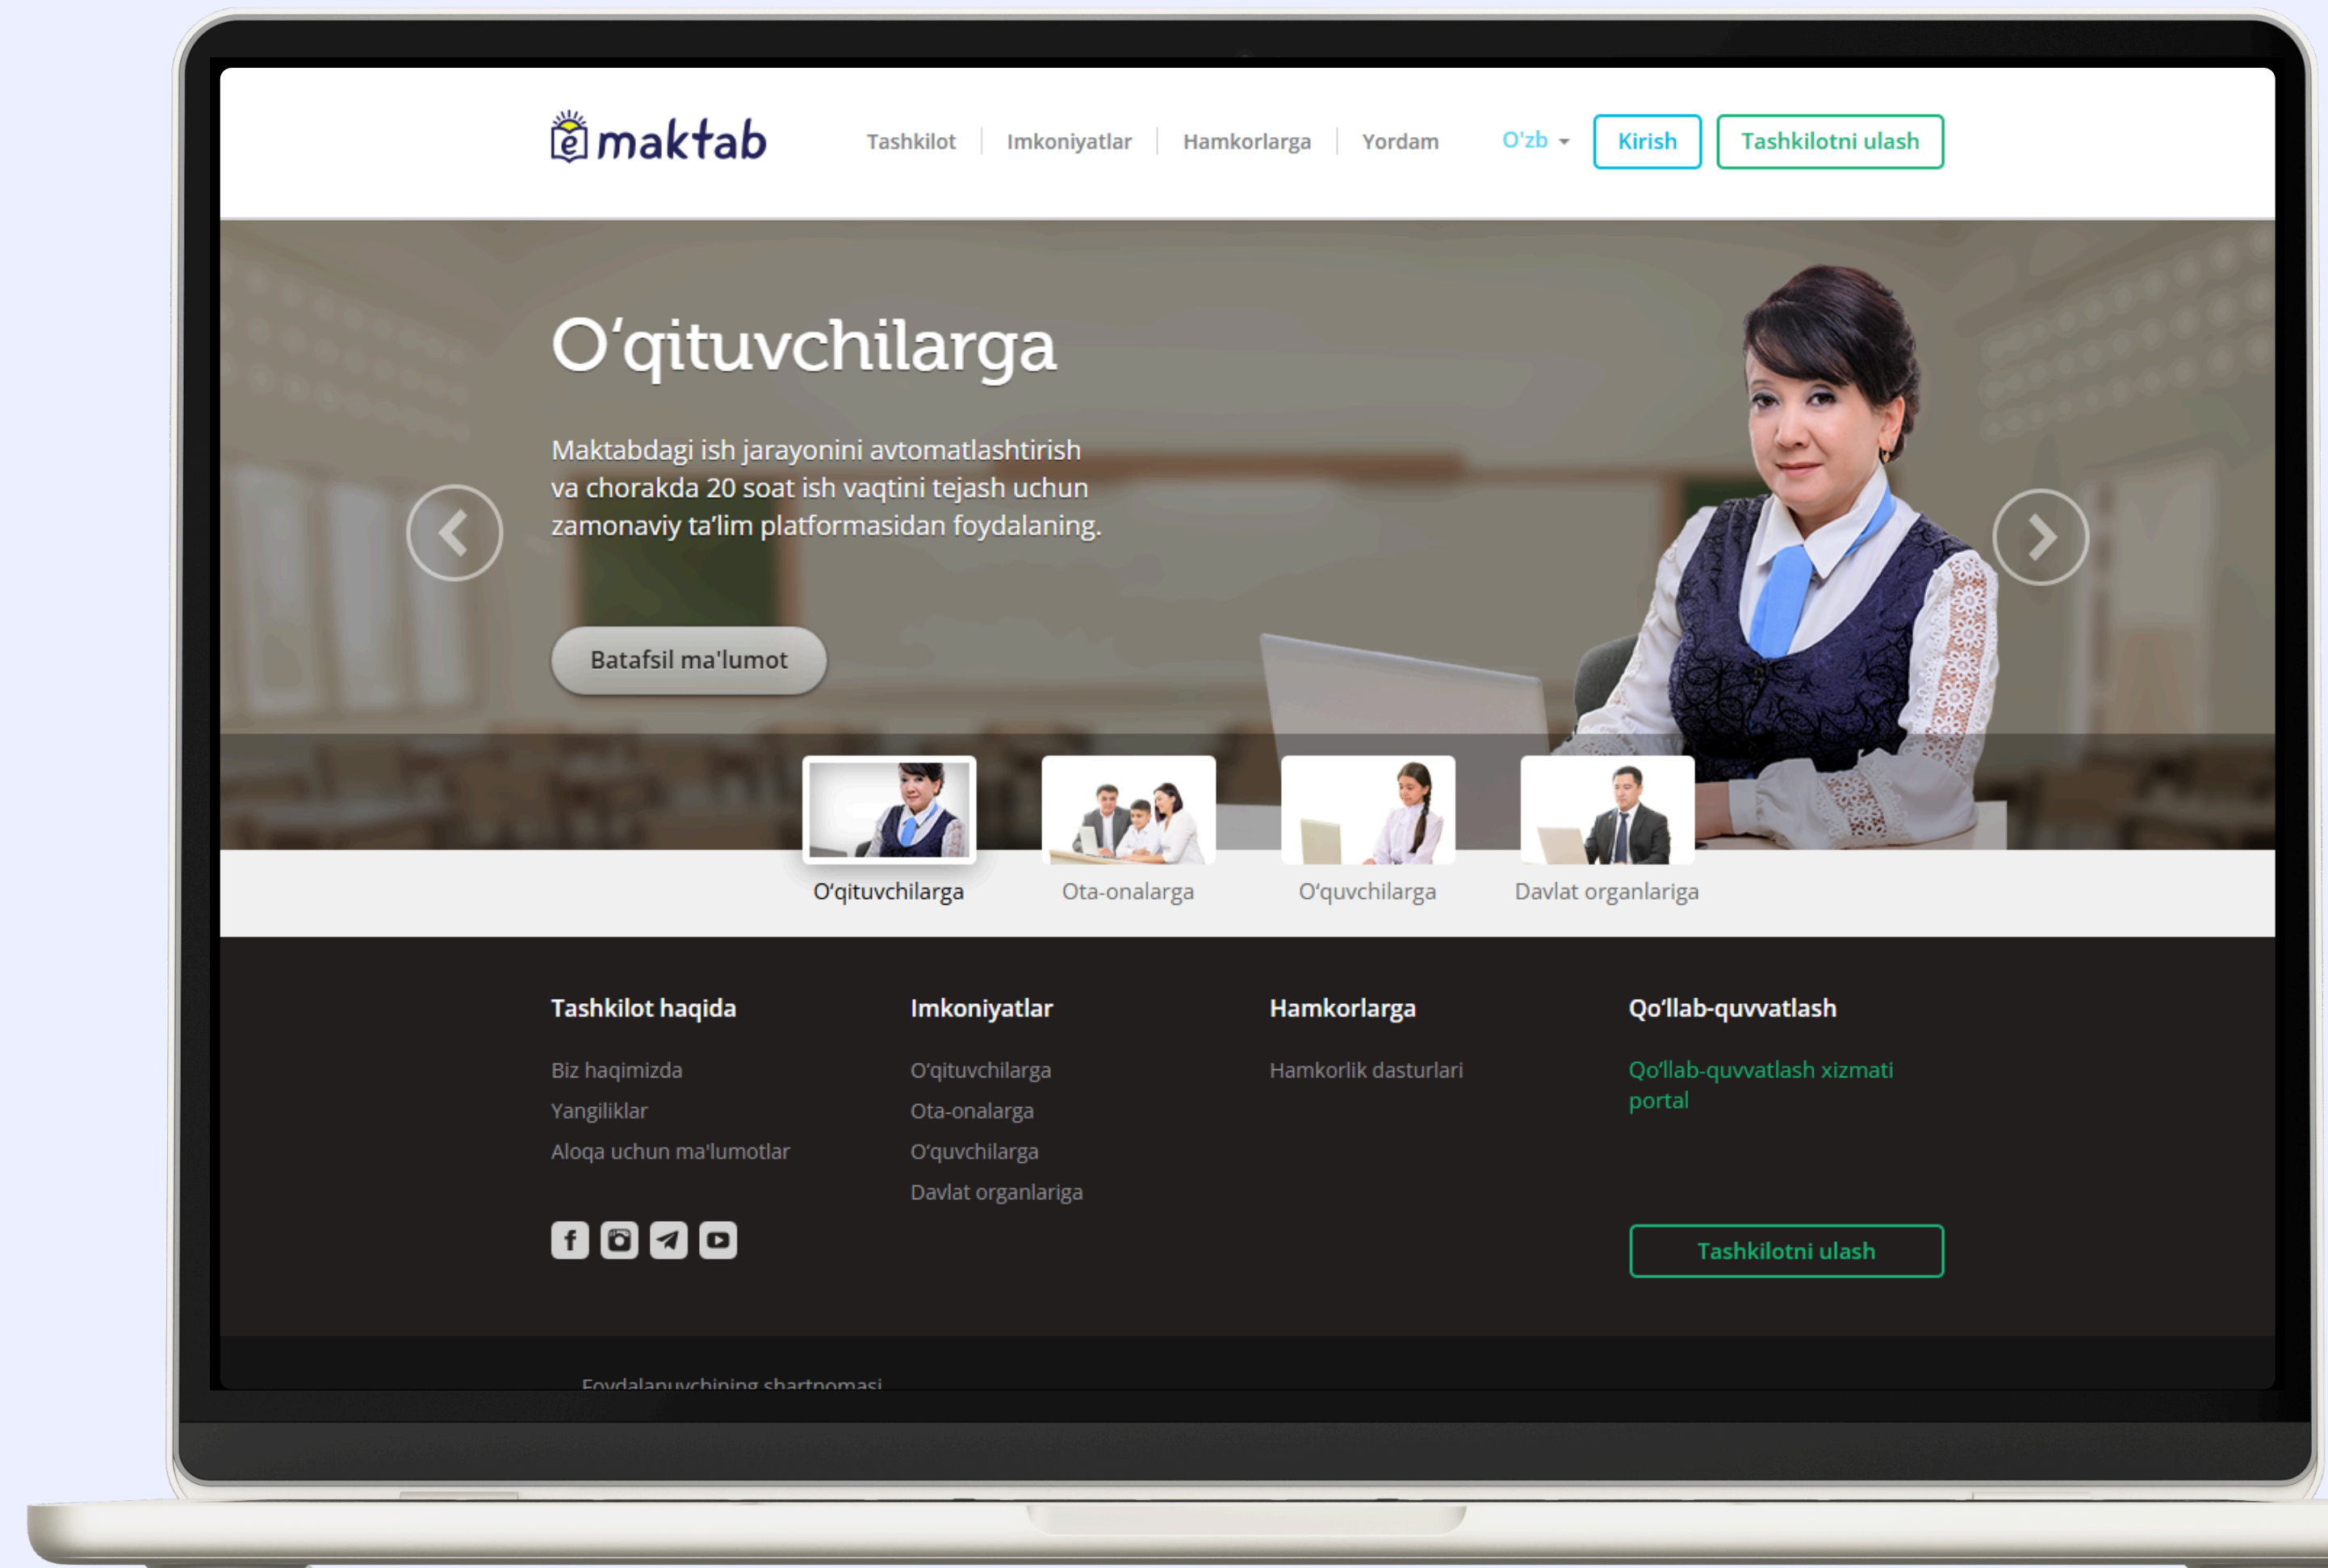 e maktab
Tashkilot
Imkoniyatlar
Hamkorlarga
Yordam
O'zb
Kirish
Tashkilotni ulash
O‘qituvchilarga
Maktabdagi ish jarayonini avtomatlashtirish
va chorakda 20 soat ish vaqtini tejash uchun
zamonaviy ta’lim platformasidan foydalaning.
Batafsil ma'lumot
O‘qituvchilarga
Ota-onalarga
O‘quvchilarga
Davlat organlariga
Tashkilot haqida
Biz haqimizda
Yangiliklar
Aloqa uchun ma'lumotlar
Imkoniyatlar
O‘qituvchilarga
Ota-onalarga
O‘quvchilarga
Davlat organlariga
Hamkorlarga
Hamkorlik dasturlari
Qo‘llab-quvvatlash
Qo‘llab-quvvatlash xizmati
portal
Tashkilotni ulash
Foydalanuvchining shartnomasi